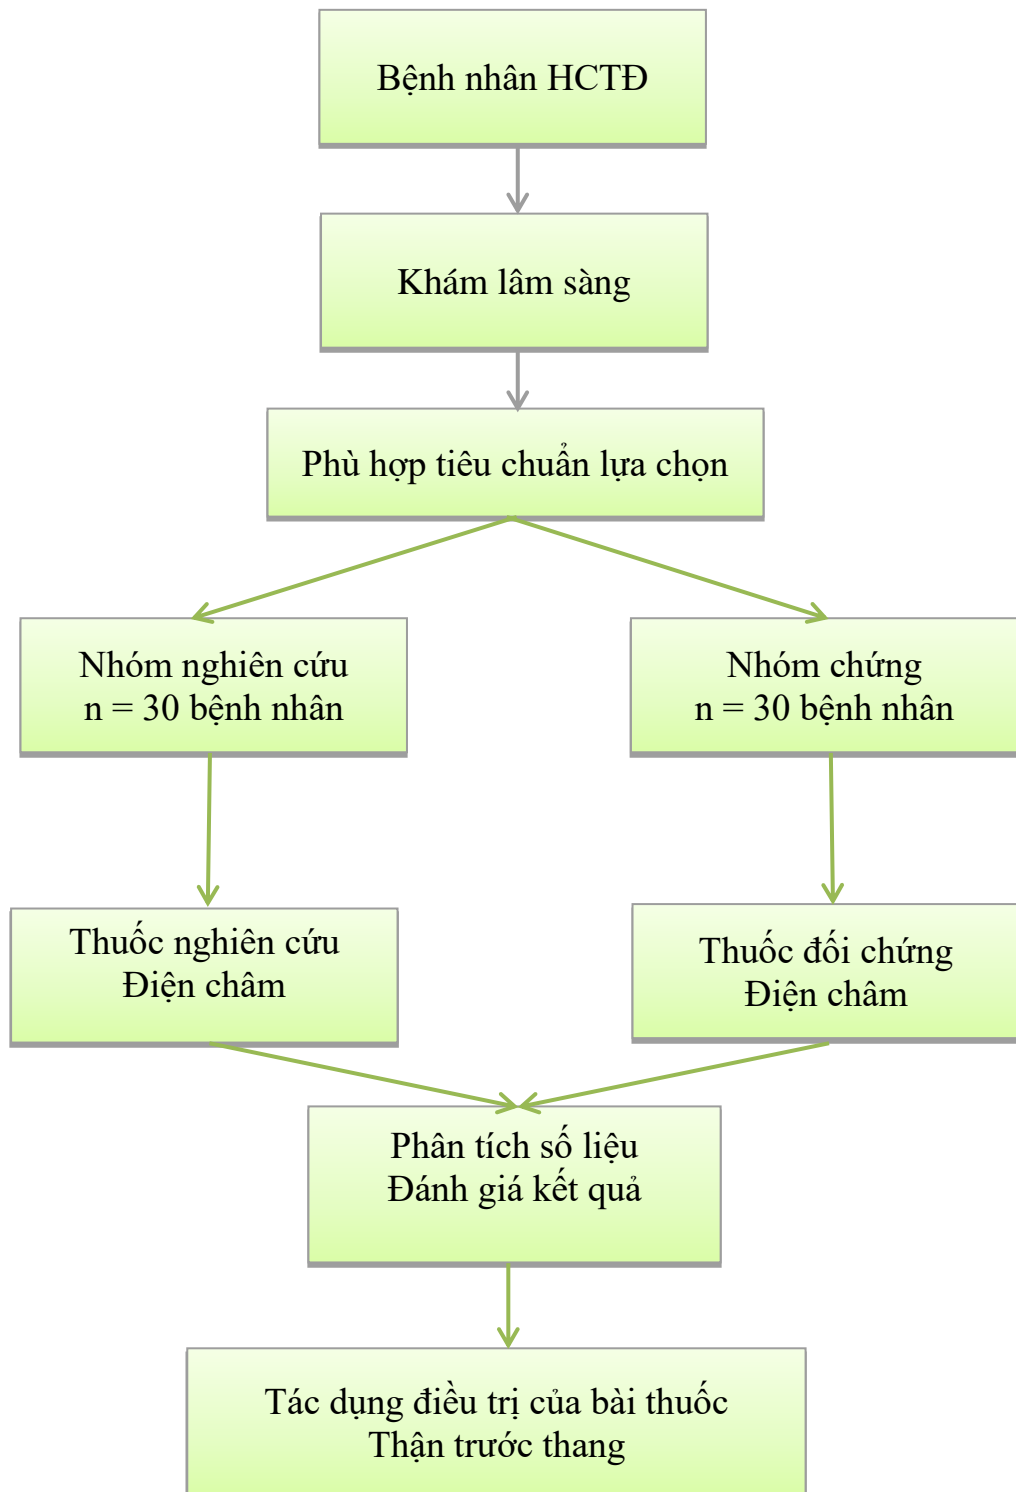 Bệnh nhân HCTĐ
Khám lâm sàng
Phù hợp tiêu chuẩn lựa chọn
Nhóm nghiên cứu
n = 30 bệnh nhân
Nhóm chứng
n = 30 bệnh nhân
Thuốc nghiên cứu
Điện châm
Thuốc đối chứng
Điện châm
Phân tích số liệu
Đánh giá kết quả
Tác dụng điều trị của bài thuốc
Thận trước thang